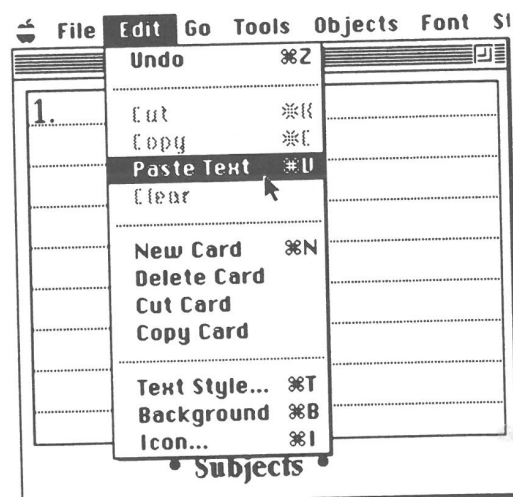 File Edit Go Tools Objects Font
Undo ⌘Z
1.
Cut ⌘X
Copy ⌘C
Paste Text ⌘V
Clear
New Card ⌘N
Delete Card
Cut Card
Copy Card
Text Style... ⌘T
Background ⌘B
Icon... ⌘I
• Subjects •